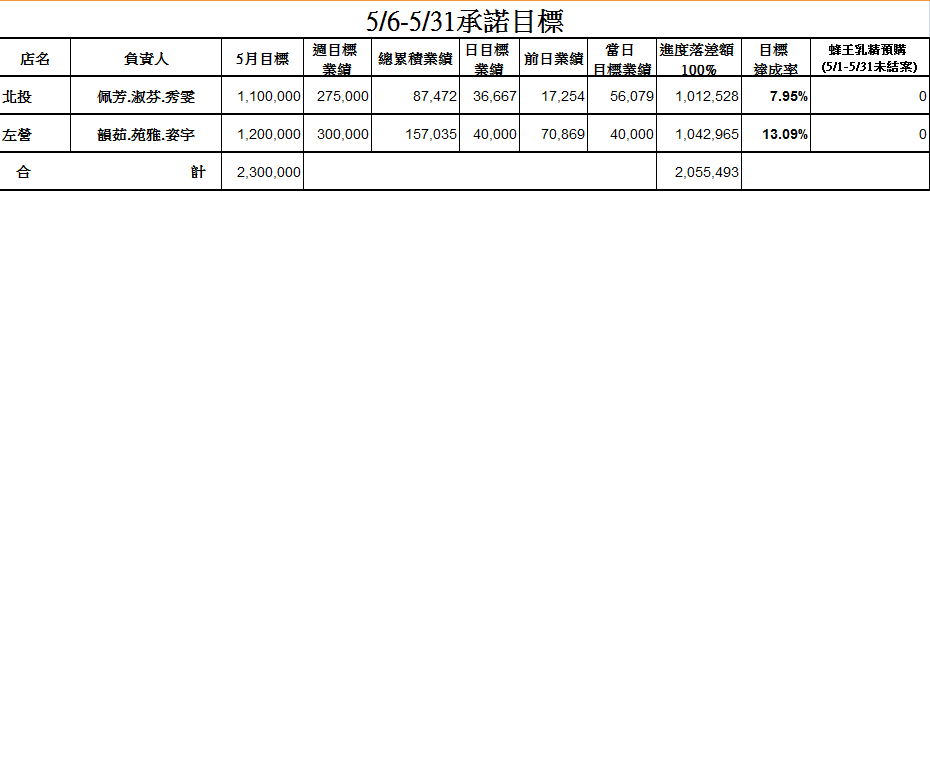 5/6-5/31承諾目標
店名 負責人 5月目標 週目標業績 總累積業績 日目標業績 前日業績 當日目標業績 進度落差額100% 目標達成率 蜂王乳精預購(5/1-5/31未結案)
北投 佩芳.淑芬.秀雯 1,100,000 275,000 87,472 36,667 17,254 56,079 1,012,528 7.95% 0
左營 韻茹.苑雅.姿宇 1,200,000 300,000 157,035 40,000 70,869 40,000 1,042,965 13.09% 0
合計 2,300,000 2,055,493